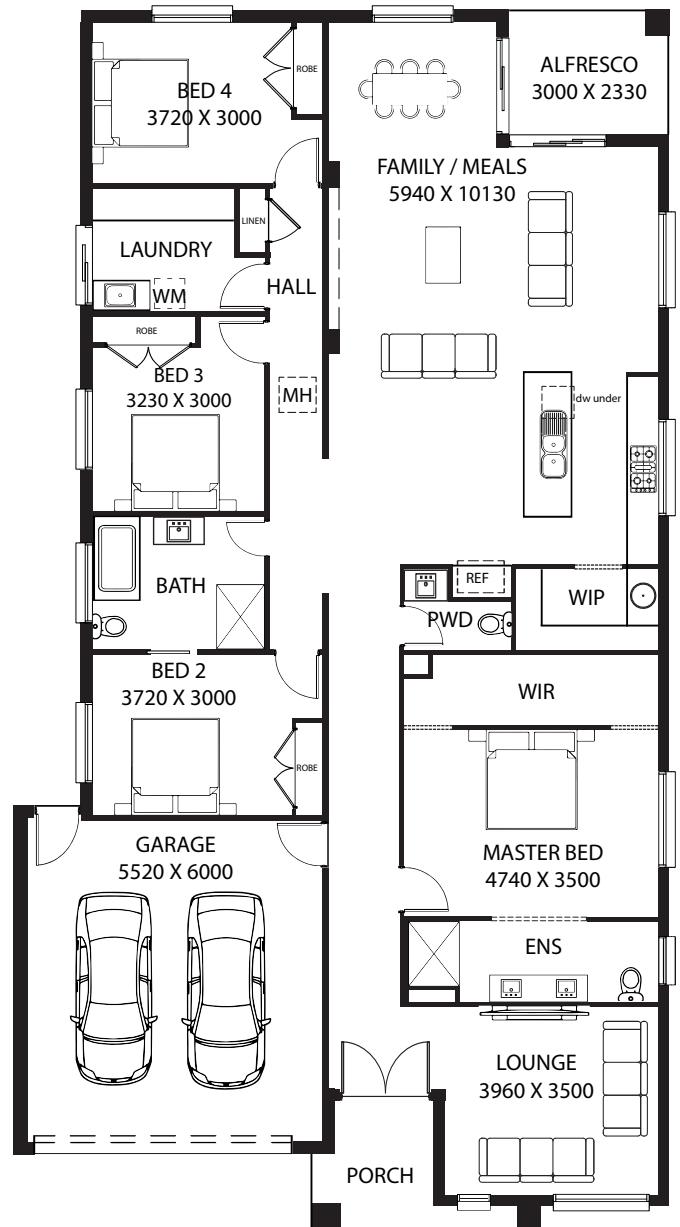 BED 4
3720 X 3000
ROBE
ALFRESCO
3000 X 2330
FAMILY / MEALS
5940 X 10130
LINEN
LAUNDRY
WM
HALL
ROBE
BED 3
3230 X 3000
MH
dw under
BATH
REF
PWD
WIP
BED 2
3720 X 3000
ROBE
WIR
GARAGE
5520 X 6000
MASTER BED
4740 X 3500
ENS
LOUNGE
3960 X 3500
PORCH